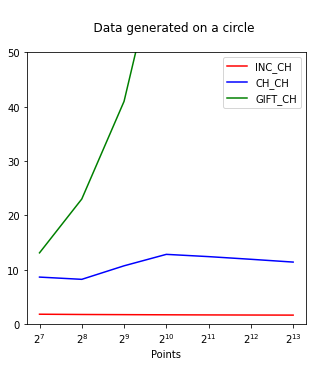 Data generated on a circle
50
40
30
20
10
0
INC_CH
CH_CH
GIFT_CH
2^7 2^8 2^9 2^10 2^11 2^12 2^13
Points